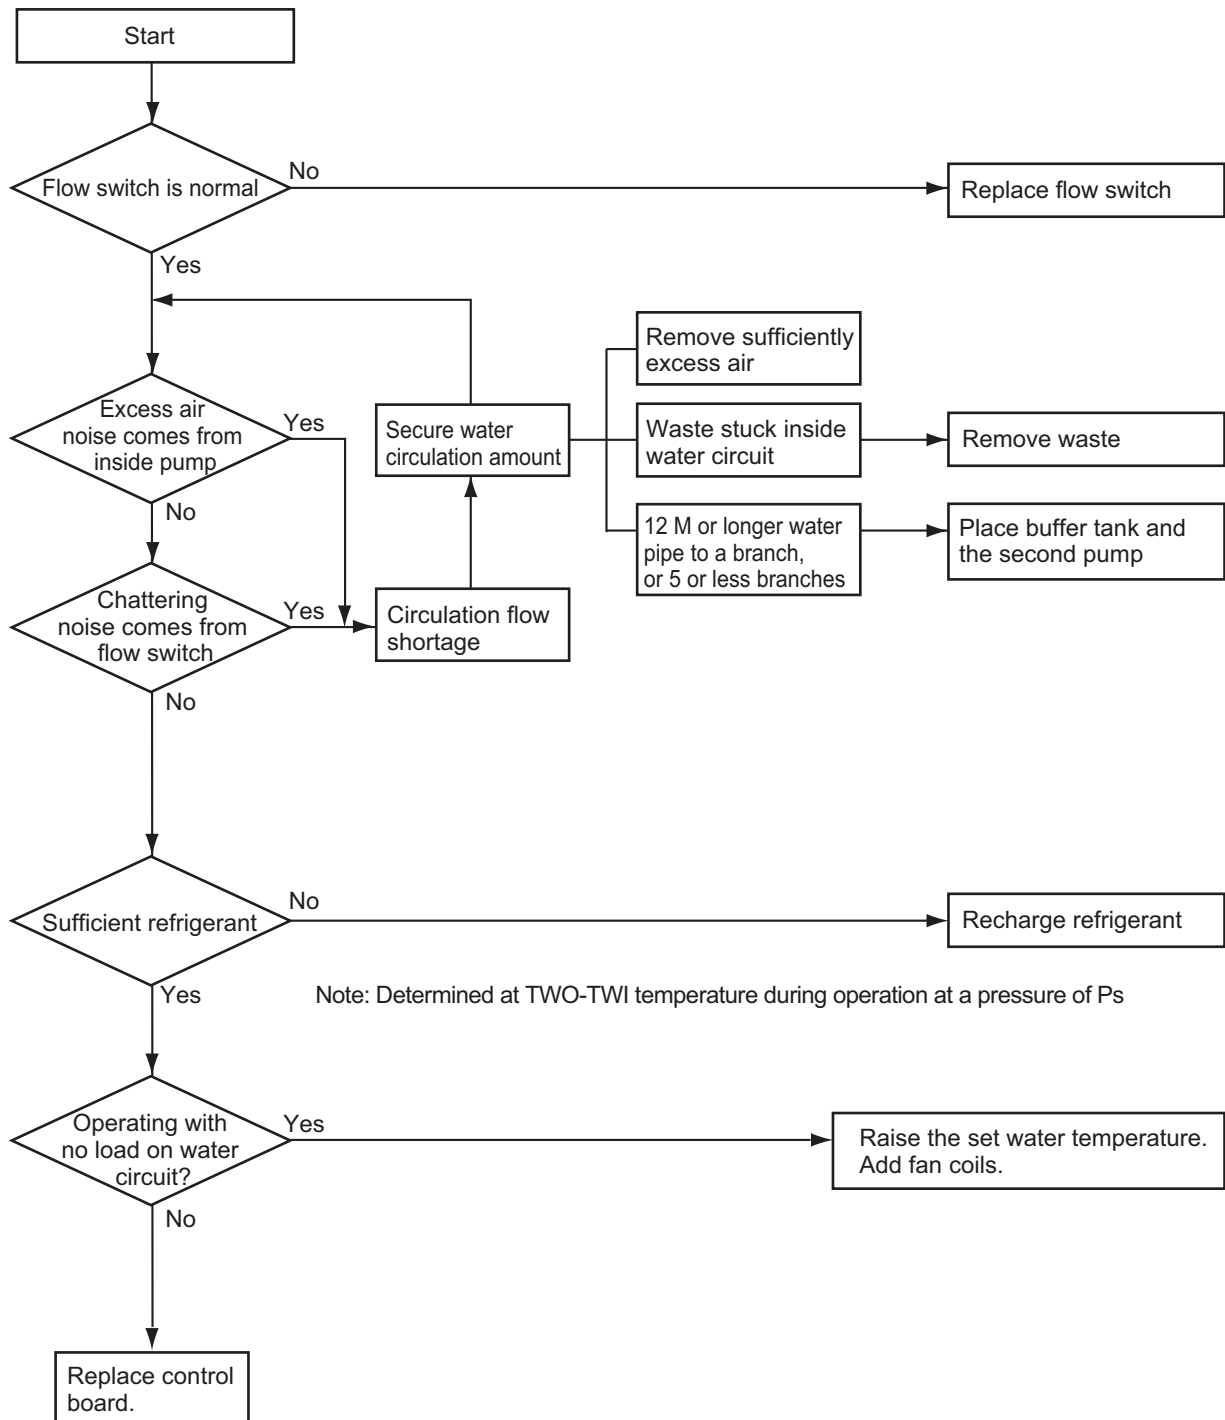 Start
Flow switch is normal
No
Replace flow switch
Yes
Excess air
noise comes from
inside pump
Yes
No
Secure water
circulation amount
Remove sufficiently
excess air
Waste stuck inside
water circuit
Remove waste
12 M or longer water
pipe to a branch,
or 5 or less branches
Place buffer tank and
the second pump
Chattering
noise comes from
flow switch
Yes
Circulation flow
shortage
No
Sufficient refrigerant
No
Recharge refrigerant
Yes
Note: Determined at TWO-TWI temperature during operation at a pressure of Ps
Operating with
no load on water
circuit?
Yes
Raise the set water temperature.
Add fan coils.
No
Replace control
board.